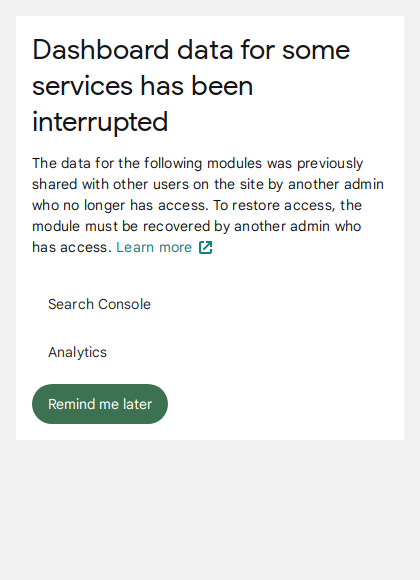 Dashboard data for some
services has been
interrupted
The data for the following modules was previously
shared with other users on the site by another admin
who no longer has access. To restore access, the
module must be recovered by another admin who
has access. Learn more
Search Console
Analytics
Remind me later